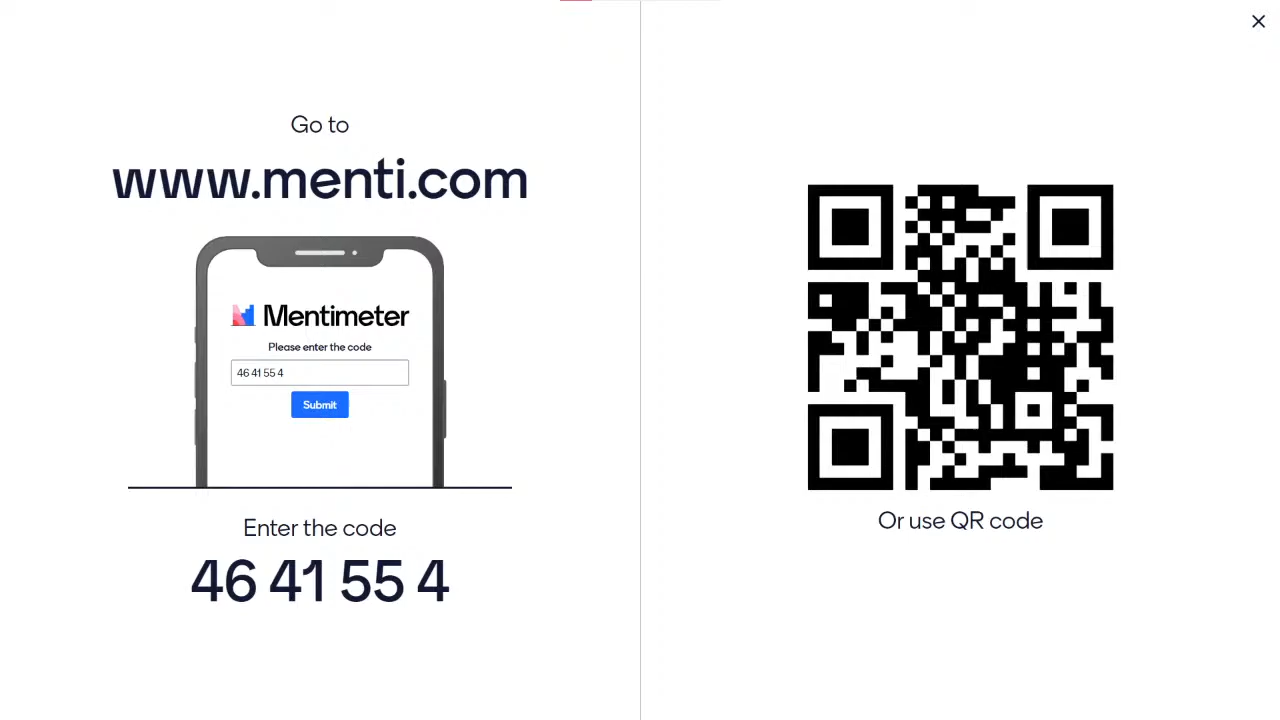 Go to
www.menti.com
Mentimeter
Please enter the code
46 41 55 4
Submit
Enter the code
46 41 55 4
Or use QR code